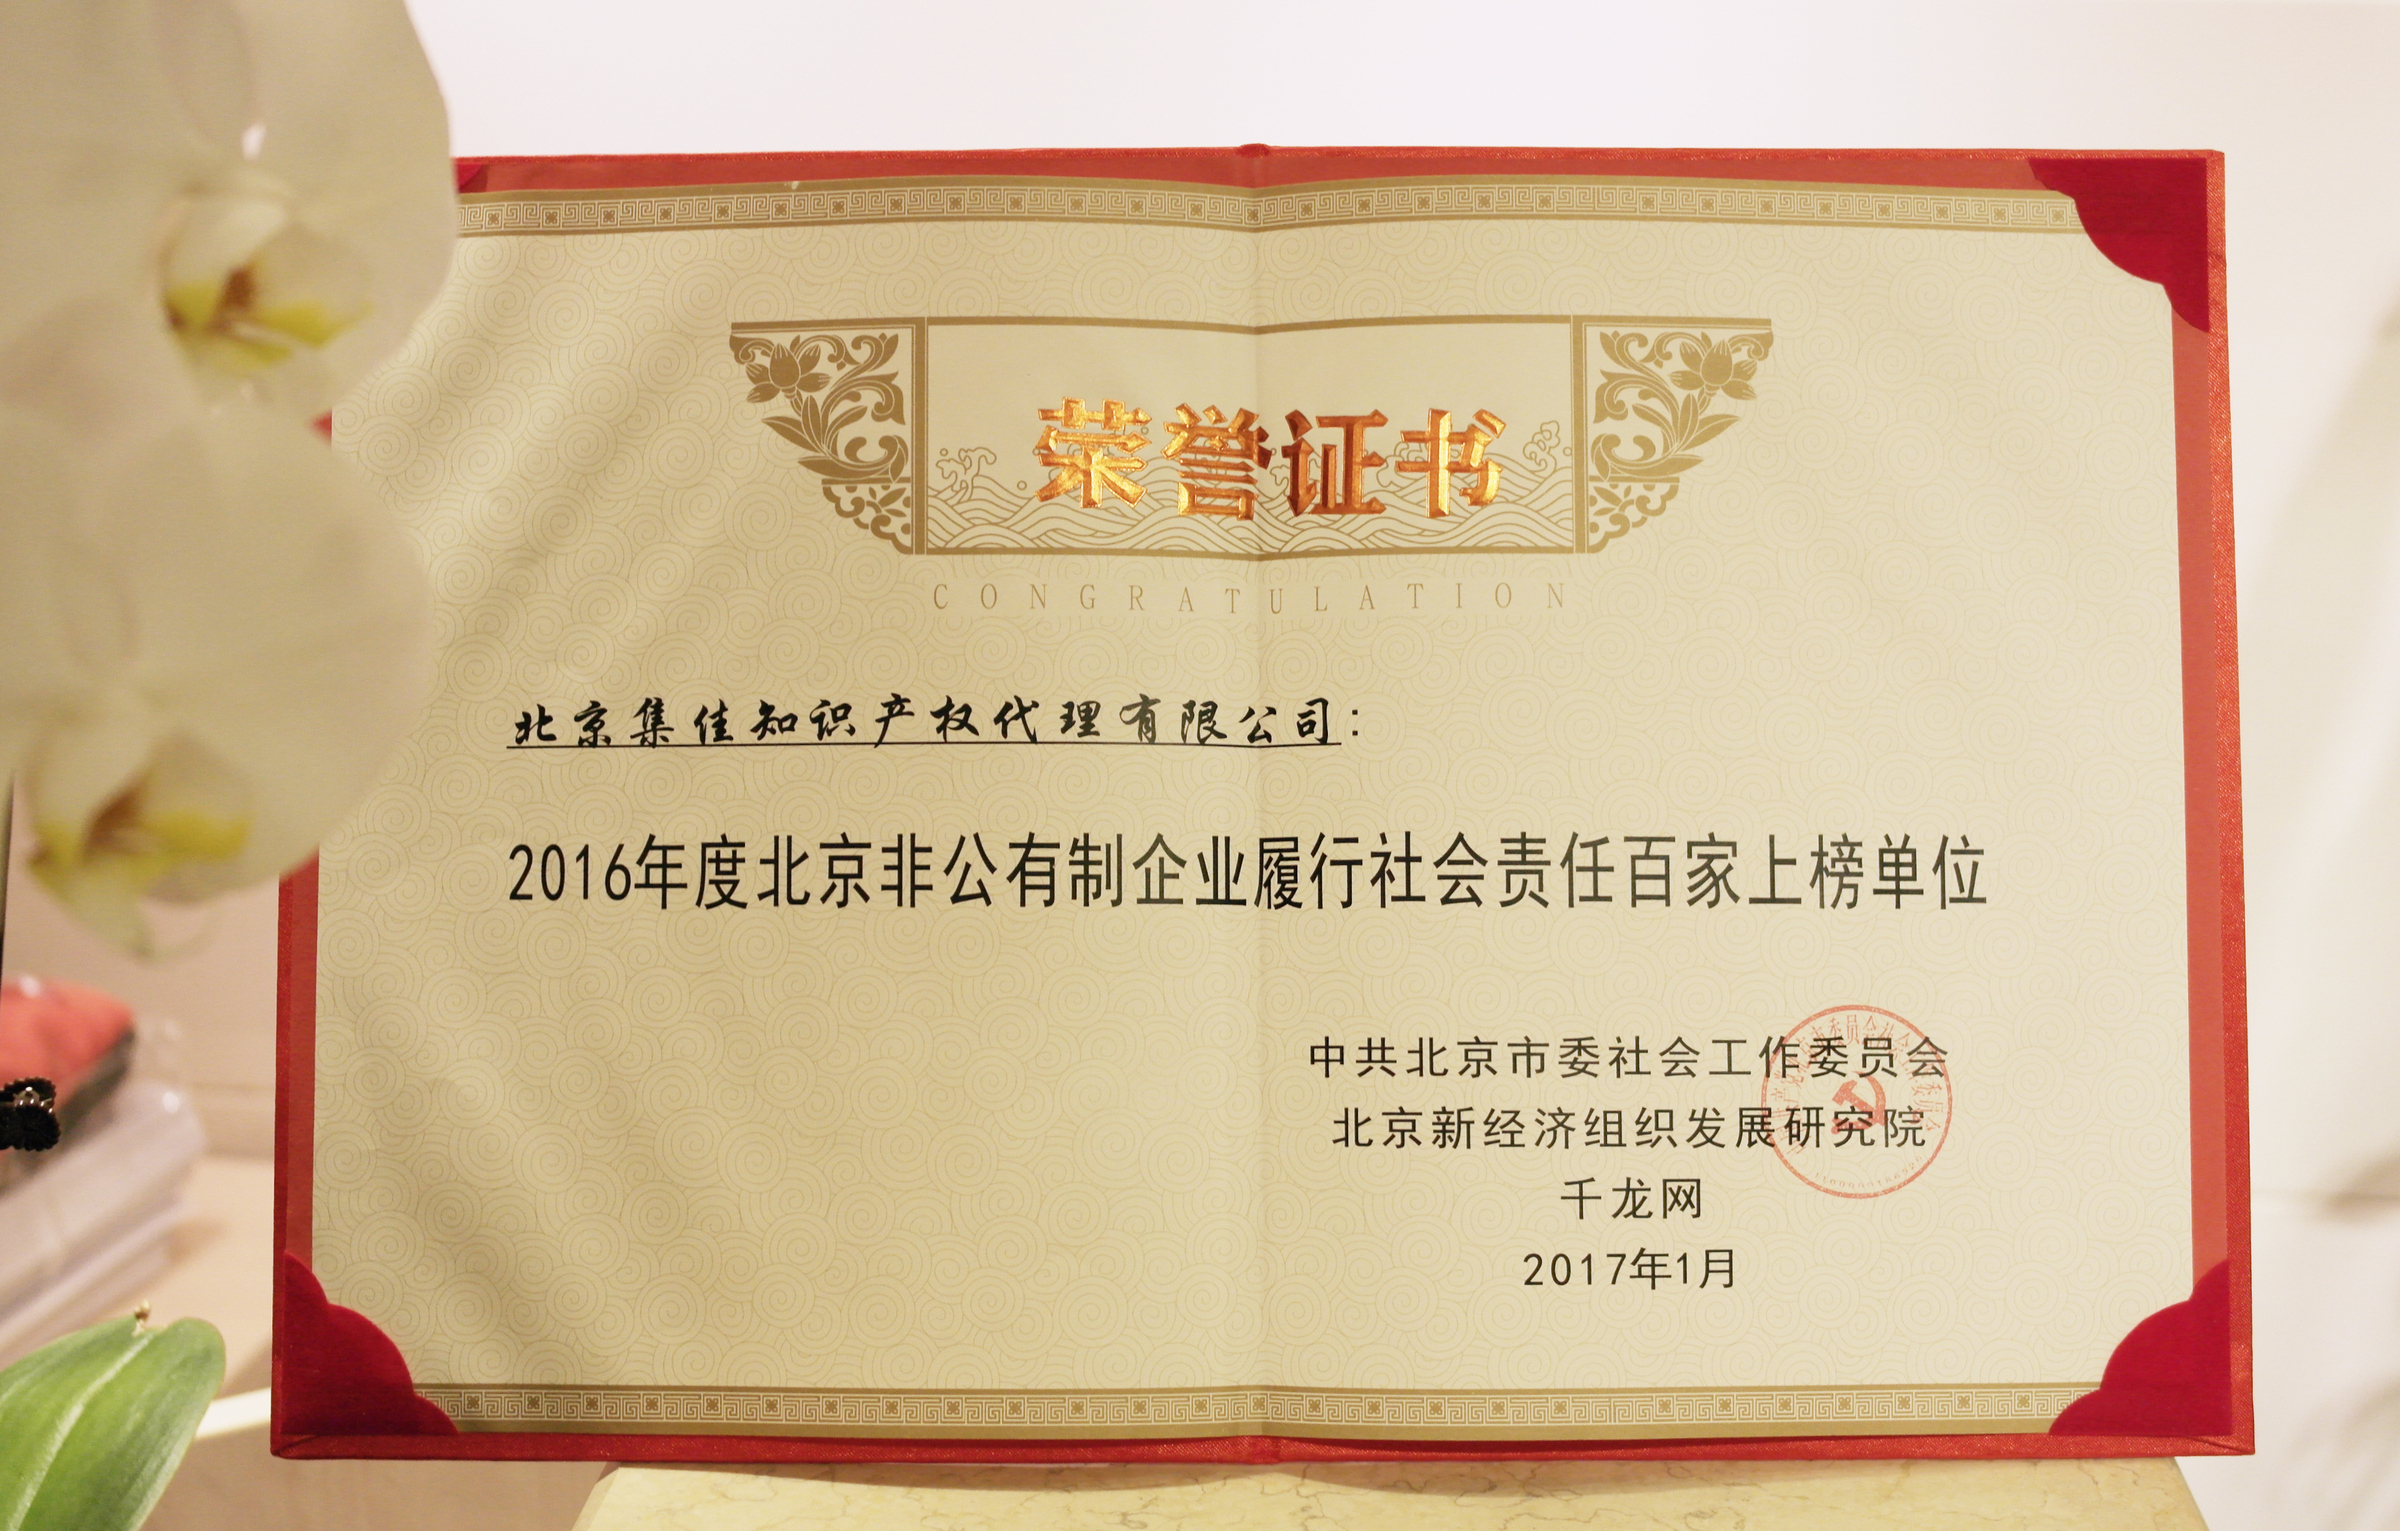 荣誉证书
CONGRATULATION
北京集佳知识产权代理有限公司:
2016年度北京非公有制企业履行社会责任百家上榜单位
中共北京市委社会工作委员会
北京新经济组织发展研究院
千龙网
2017年1月